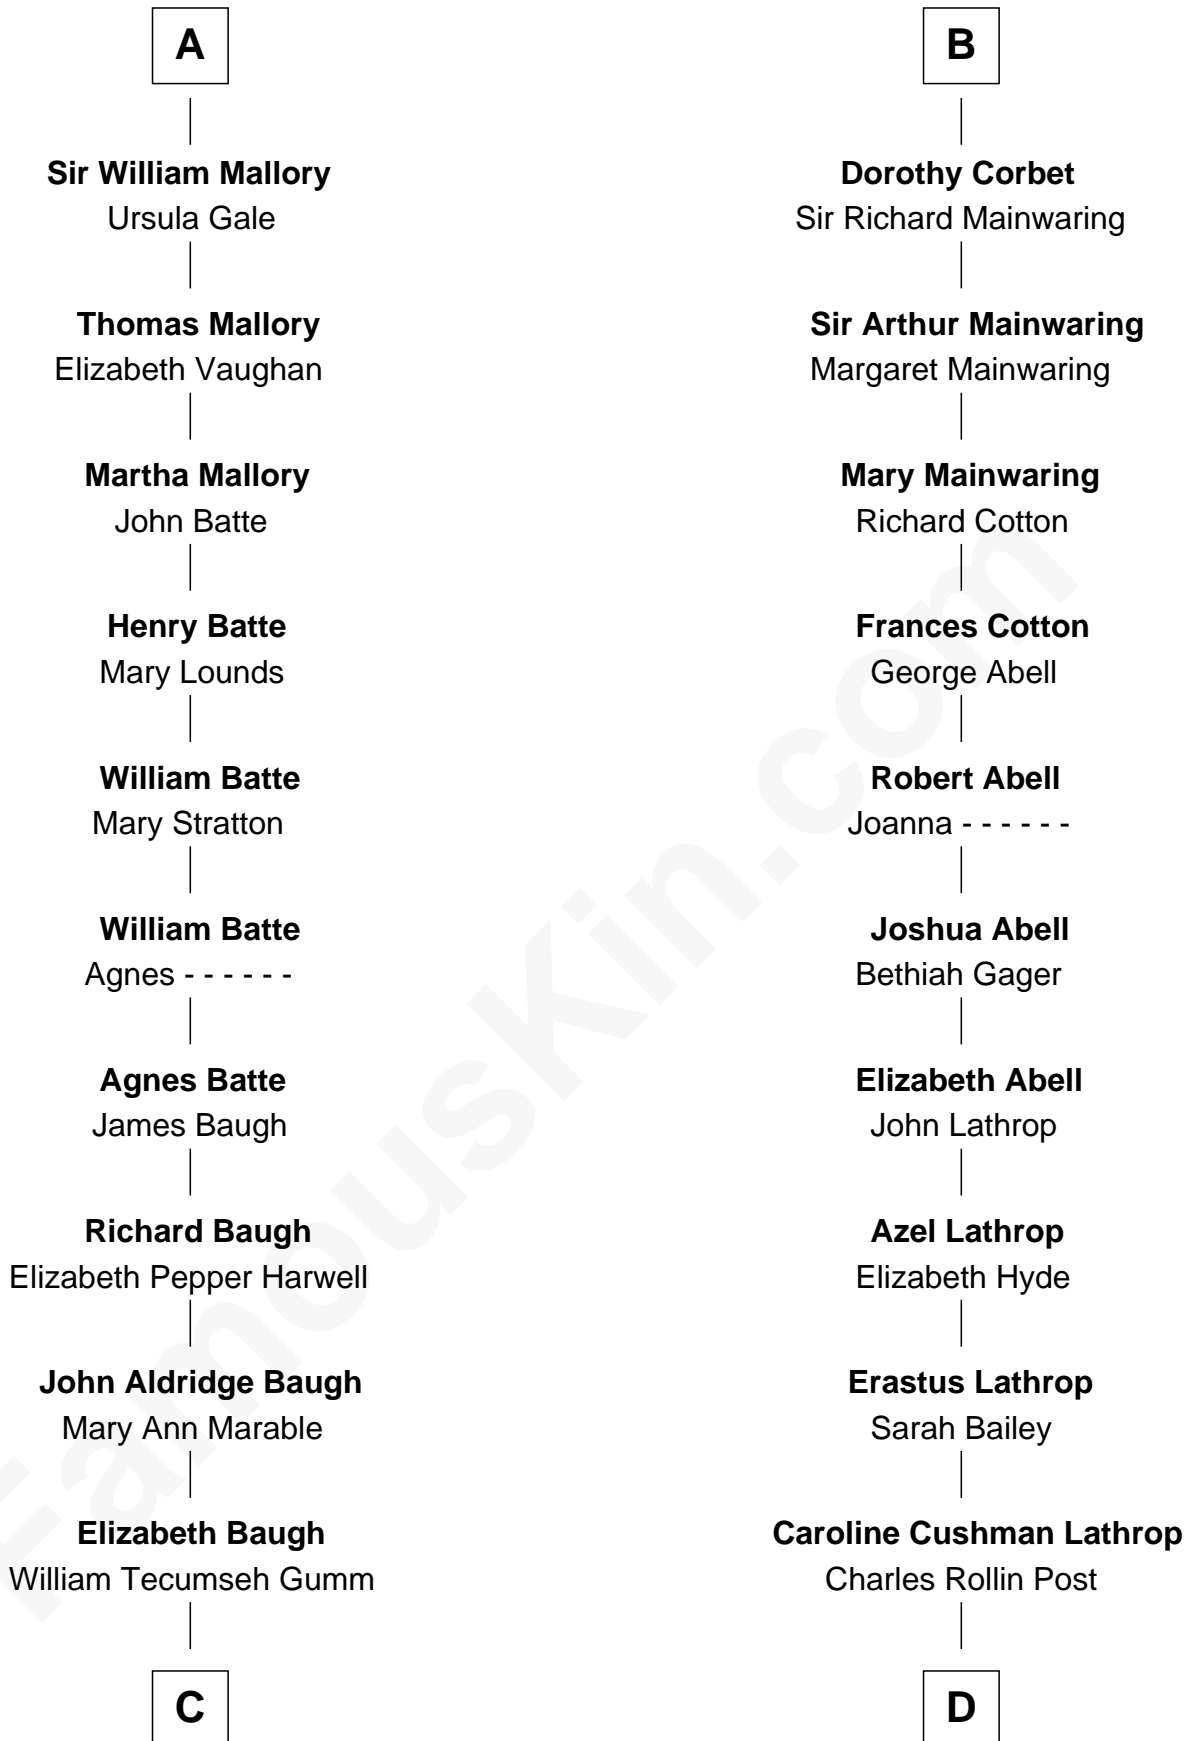 A
Sir William Mallory
Ursula Gale
Thomas Mallory
Elizabeth Vaughan
Martha Mallory
John Batte
Henry Batte
Mary Lounds
William Batte
Mary Stratton
William Batte
Agnes - - - - - -
Agnes Batte
James Baugh
Richard Baugh
Elizabeth Pepper Harwell
John Aldridge Baugh
Mary Ann Marable
Elizabeth Baugh
William Tecumseh Gumm
C
B
Dorothy Corbet
Sir Richard Mainwaring
Sir Arthur Mainwaring
Margaret Mainwaring
Mary Mainwaring
Richard Cotton
Frances Cotton
George Abell
Robert Abell
Joanna - - - - - -
Joshua Abell
Bethiah Gager
Elizabeth Abell
John Lathrop
Azel Lathrop
Elizabeth Hyde
Erastus Lathrop
Sarah Bailey
Caroline Cushman Lathrop
Charles Rollin Post
D
FamousKin.com